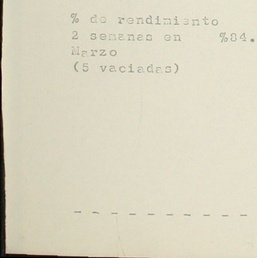 % de rendimiento
2 semanas en %84.
Marzo
(5 vaciadas)
- - - - - - - - - -